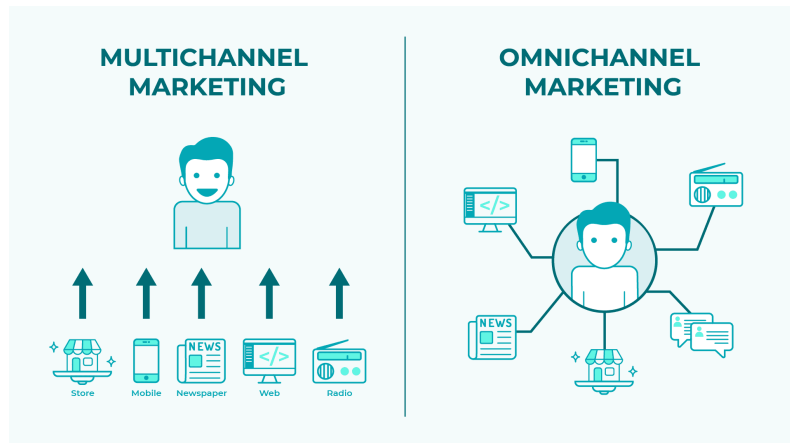 MULTICHANNEL
MARKETING
NEWS
</>
Store
Mobile
Newspaper
Web
Radio
OMNICHANNEL
MARKETING
</>
NEWS